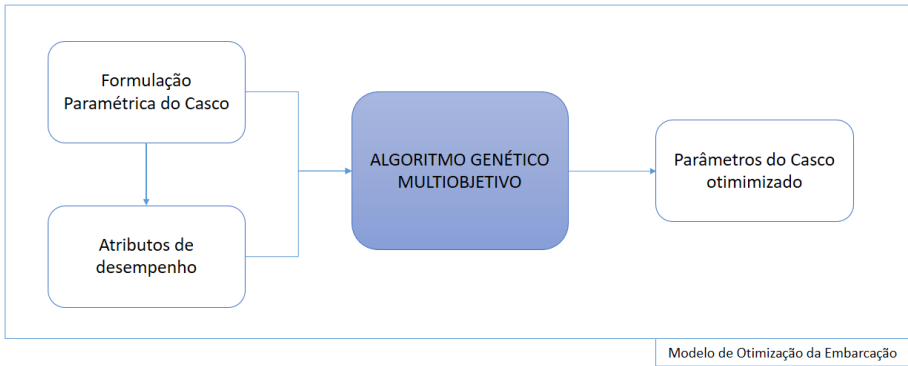 Formulação
Paramétrica do Casco
Atributos de
desempenho
ALGORITMO GENÉTICO
MULTIOBJETIVO
Parâmetros do Casco
otimimizado
Modelo de Otimização da Embarcação